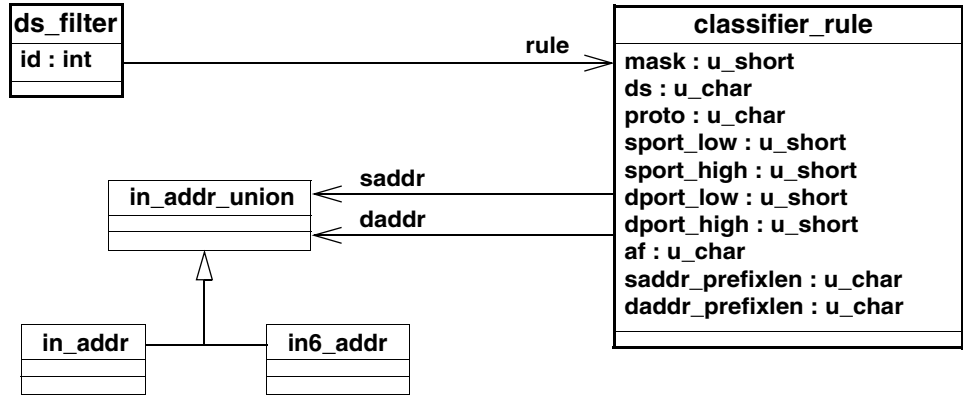 ds_filter
id : int
rule
classifier_rule
mask : u_short
ds : u_char
proto : u_char
sport_low : u_short
sport_high : u_short
dport_low : u_short
dport_high : u_short
af : u_char
saddr_prefixlen : u_char
daddr_prefixlen : u_char
saddr
daddr
in_addr_union
in_addr
in6_addr